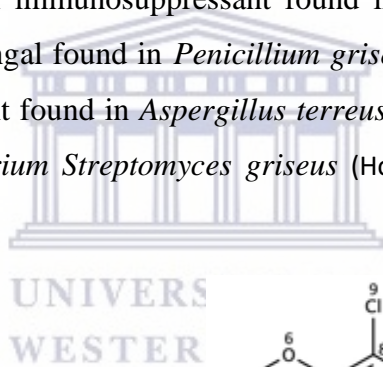 immunosuppressant found
ngal found in Penicillium grise
t found in Aspergillus terreus
rium Streptomyces griseus (Ho
UNIVERS
WESTER
9
Cl
6
O
8